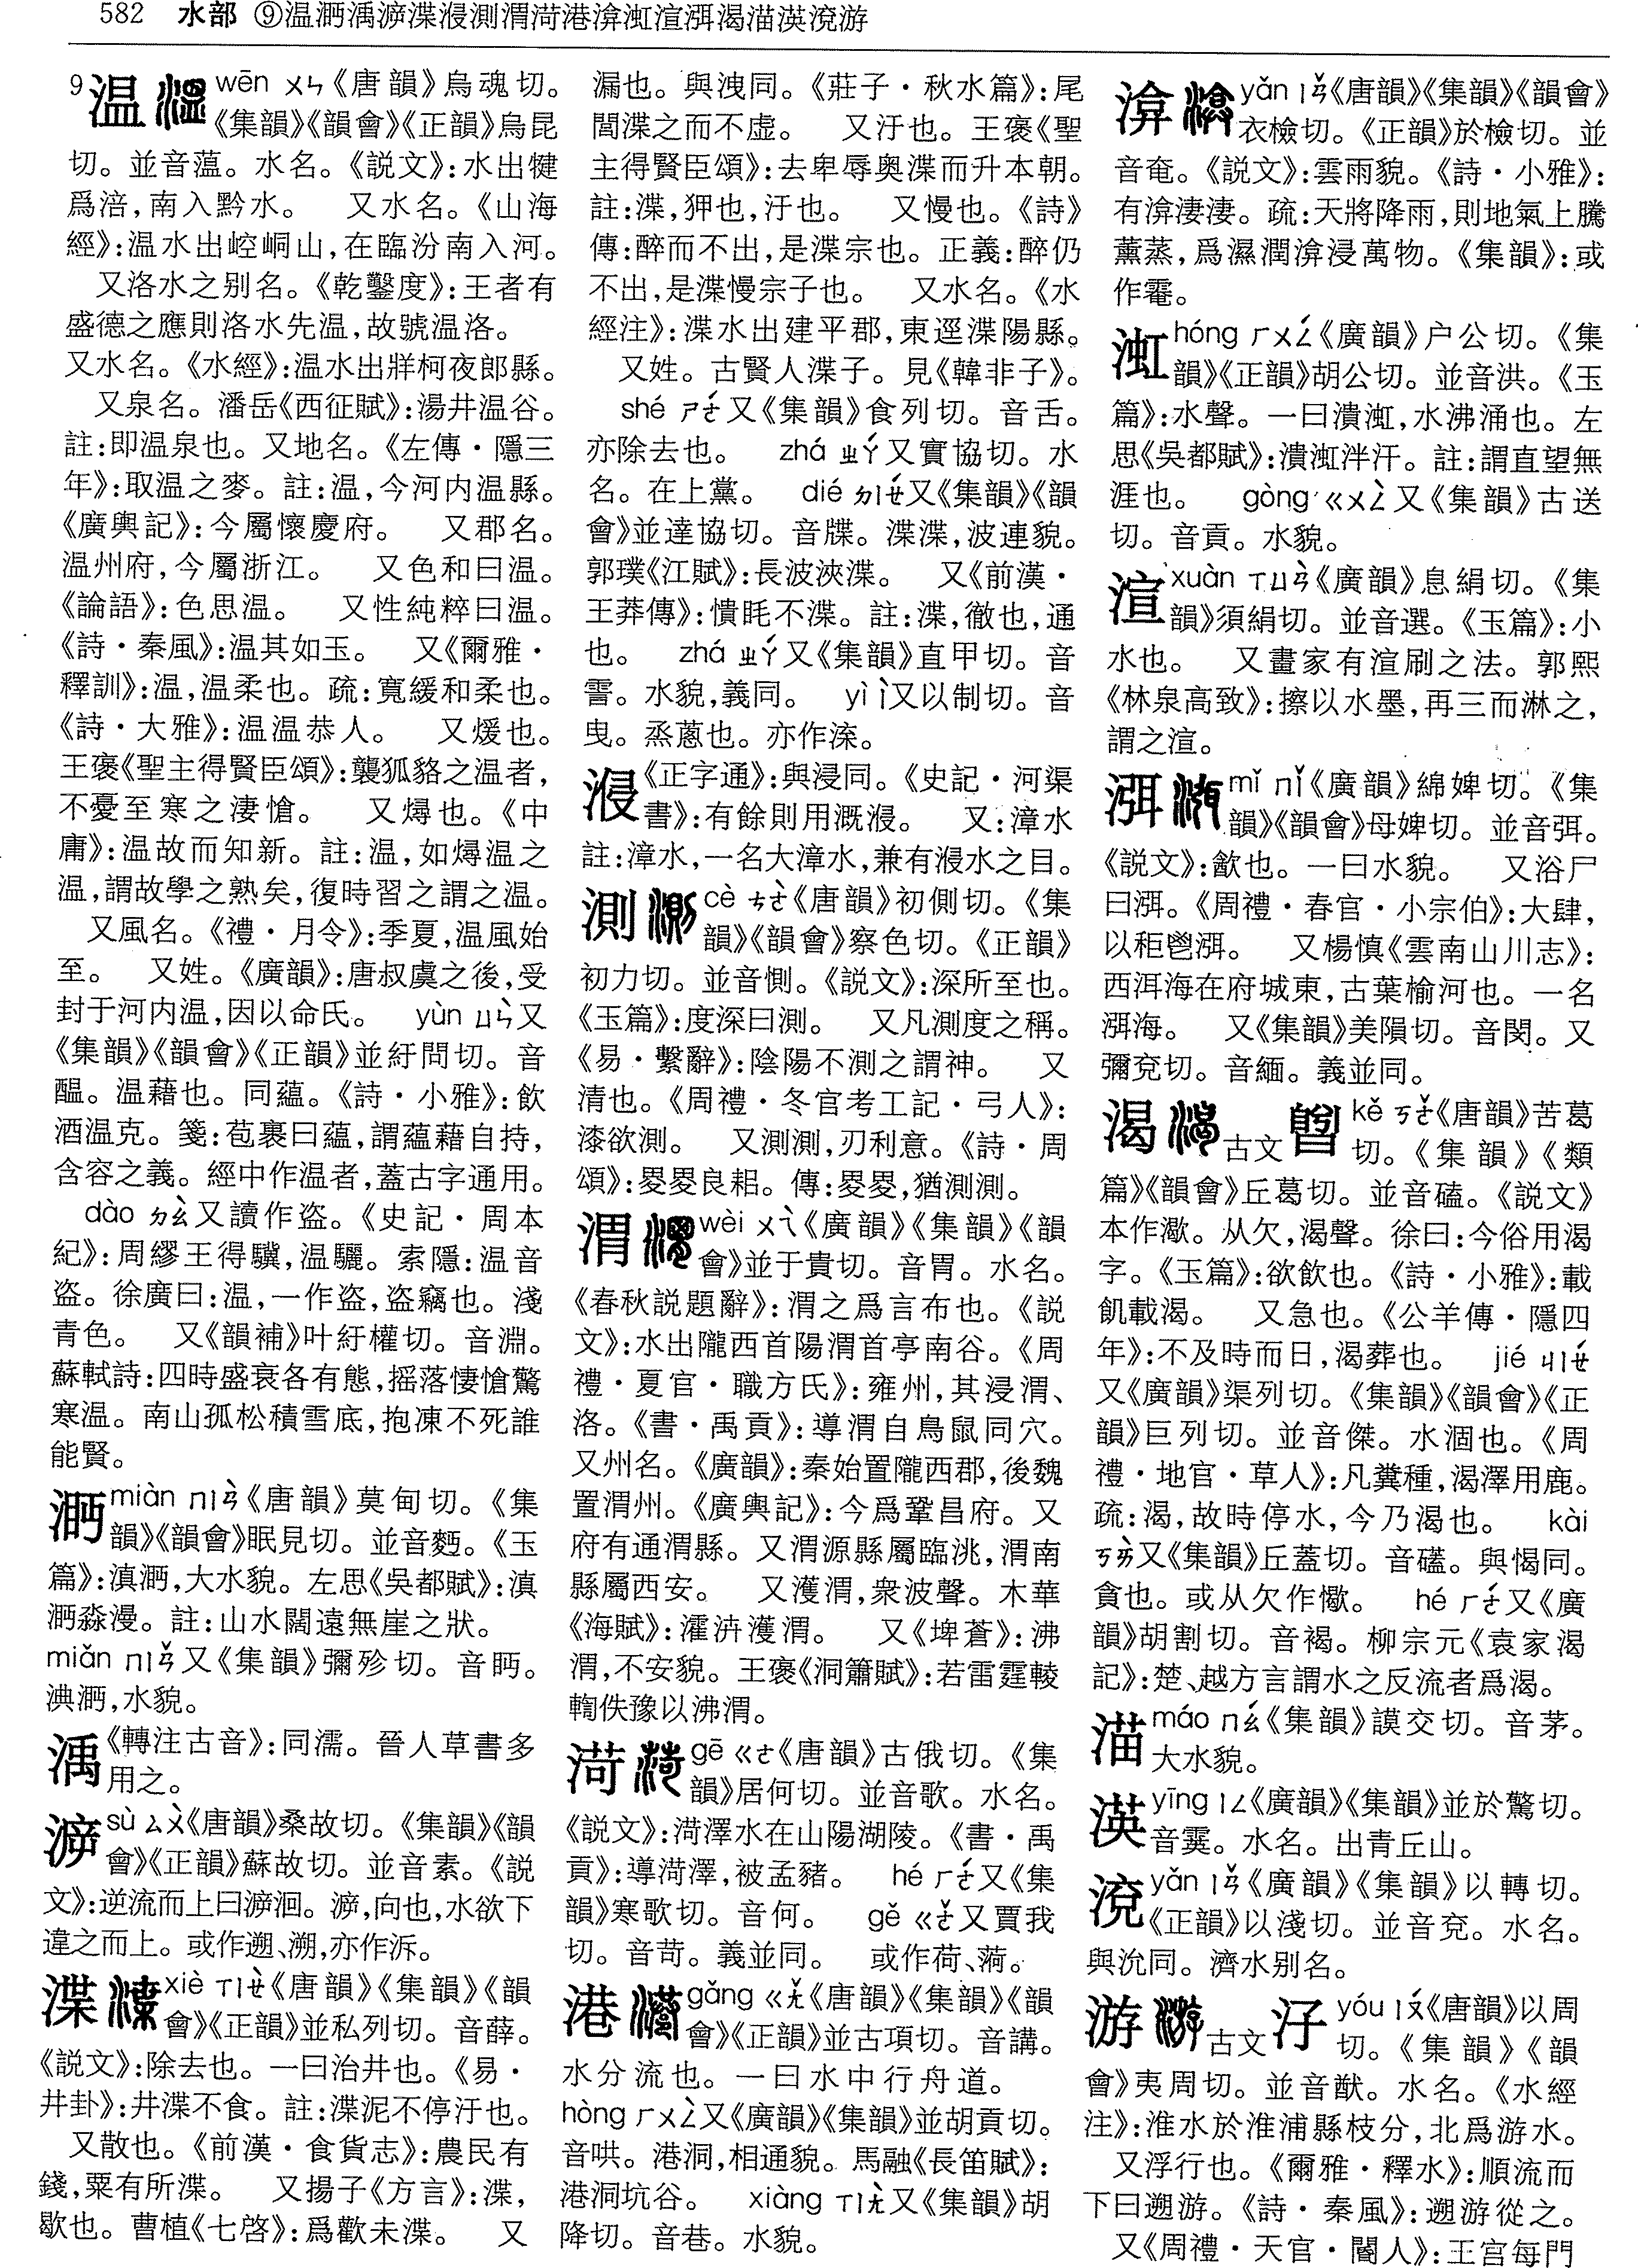 582 水部 ⑨温沔湡㴑渫浸測渭菏港渰渱渲渳渴渵渶渷游
9 温 wēn ㄨㄣ《唐韻》烏魂切。
《集韻》《韻會》《正韻》烏昆
切。並音薀。水名。《説文》:水出犍
爲涪,南入黔水。 又水名。《山海
經》:温水出崆峒山,在臨汾南入河。
又洛水之别名。《乾鑿度》:王者有
盛德之應則洛水先温,故號温洛。
又水名。《水經》:温水出牂柯夜郎縣。
又泉名。潘岳《西征賦》:湯井温谷。
註:即温泉也。又地名。《左傳・隱三
年》:取温之麥。註:温,今河内温縣。
《廣輿記》:今屬懷慶府。 又郡名。
温州府,今屬浙江。 又色和曰温。
《論語》:色思温。 又性純粹曰温。
《詩・秦風》:温其如玉。 又《爾雅・
釋訓》:温,温柔也。疏:寬緩和柔也。
《詩・大雅》:温温恭人。 又煖也。
王褒《聖主得賢臣頌》:襲狐貉之温者,
不憂至寒之淒愴。 又燖也。《中
庸》:温故而知新。註:温,如燖温之
温,謂故學之熟矣,復時習之謂之温。
又風名。《禮・月令》:季夏,温風始
至。 又姓。《廣韻》:唐叔虞之後,受
封于河内温,因以命氏。 yùn ㄩㄣˋ又
《集韻》《韻會》《正韻》並紆問切。音
醖。温藉也。同蘊。《詩・小雅》:飲
酒温克。箋:苞裹曰蘊,謂蘊藉自持,
含容之義。經中作温者,蓋古字通用。
dào ㄉㄠˋ又讀作盗。《史記・周本
紀》:周繆王得驥,温驪。索隱:温音
盗。徐廣曰:温,一作盗,盗竊也。淺
青色。 又《韻補》叶紆權切。音淵。
蘇軾詩:四時盛衰各有態,摇落悽愴驚
寒温。南山孤松積雪底,抱凍不死誰
能賢。
㴐 miàn ㄇㄧㄢˋ《唐韻》莫甸切。《集
韻》《韻會》眠見切。並音麪。《玉
篇》:滇㴐,大水貌。左思《吳都賦》:滇
㴐淼漫。註:山水闊遠無崖之狀。
miǎn ㄇㄧㄢˇ又《集韻》彌殄切。音眄。
淟㴐,水貌。
渪 《轉注古音》:同濡。晉人草書多
用之。
㴑 sù ㄙㄨˋ《唐韻》桑故切。《集韻》《韻
會》《正韻》蘇故切。並音素。《説
文》:逆流而上曰㴑洄。㴑,向也,水欲下
違之而上。或作遡、溯,亦作泝。
渫 xiè ㄒㄧㄝˋ《唐韻》《集韻》《韻
會》《正韻》並私列切。音薛。
《説文》:除去也。一曰治井也。《易・
井卦》:井渫不食。註:渫泥不停汙也。
又散也。《前漢・食貨志》:農民有
錢,粟有所渫。 又揚子《方言》:渫,
歇也。曹植《七啓》:爲歡未渫。 又
漏也。與洩同。《莊子・秋水篇》:尾
閭渫之而不虚。 又汙也。王褒《聖
主得賢臣頌》:去卑辱奥渫而升本朝。
註:渫,狎也,汙也。 又慢也。《詩》
傳:醉而不出,是渫宗也。正義:醉仍
不出,是渫慢宗子也。 又水名。《水
經注》:渫水出建平郡,東逕渫陽縣。
又姓。古賢人渫子。見《韓非子》。
shé ㄕㄜˊ又《集韻》食列切。音舌。
亦除去也。 zhá ㄓㄚˊ又實協切。水
名。在上黨。 dié ㄉㄧㄝˊ又《集韻》《韻
會》並達協切。音牒。渫渫,波連貌。
郭璞《江賦》:長波浹渫。 又《前漢・
王莽傳》:憒眊不渫。註:渫,徹也,通
也。 zhá ㄓㄚˊ又《集韻》直甲切。音
霅。水貌,義同。 yì ㄧˋ又以制切。音
曳。烝蔥也。亦作㳿。
㴆 《正字通》:與浸同。《史記・河渠
書》:有餘則用溉㴆。 又:漳水
註:漳水,一名大漳水,兼有㴆水之目。
測 cè ㄘㄜˋ《唐韻》初側切。《集
韻》《韻會》察色切。《正韻》
初力切。並音惻。《説文》:深所至也。
《玉篇》:度深曰測。 又凡測度之稱。
《易・繫辭》:陰陽不測之謂神。 又
清也。《周禮・冬官考工記・弓人》:
漆欲測。 又測測,刃利意。《詩・周
頌》:畟畟良耜。傳:畟畟,猶測測。
渭 wèi ㄨㄟˋ《廣韻》《集韻》《韻
會》並于貴切。音胃。水名。
《春秋説題辭》:渭之爲言布也。《説
文》:水出隴西首陽渭首亭南谷。《周
禮・夏官・職方氏》:雍州,其浸渭、
洛。《書・禹貢》:導渭自鳥鼠同穴。
又州名。《廣韻》:秦始置隴西郡,後魏
置渭州。《廣輿記》:今爲鞏昌府。又
府有通渭縣。又渭源縣屬臨洮,渭南
縣屬西安。 又濩渭,衆波聲。木華
《海賦》:㵽泋濩渭。 又《埤蒼》:沸
渭,不安貌。王褒《洞簫賦》:若雷霆輘
輷佚豫以沸渭。
菏 gē ㄍㄜ《唐韻》古俄切。《集
韻》居何切。並音歌。水名。
《説文》:菏澤水在山陽湖陵。《書・禹
貢》:導菏澤,被孟豬。 hé ㄏㄜˊ又《集
韻》寒歌切。音何。 gě ㄍㄜˇ又賈我
切。音苛。義並同。 或作荷、𣷡。
港 gǎng ㄍㄤˇ《唐韻》《集韻》《韻
會》《正韻》並古項切。音講。
水分流也。一曰水中行舟道。
hòng ㄏㄨㄥˋ又《廣韻》《集韻》並胡貢切。
音哄。港洞,相通貌。馬融《長笛賦》:
港洞坑谷。 xiàng ㄒㄧㄤˋ又《集韻》胡
降切。音巷。水貌。
渰 yǎn ㄧㄢˇ《唐韻》《集韻》《韻會》
衣檢切。《正韻》於檢切。並
音奄。《説文》:雲雨貌。《詩・小雅》:
有渰淒淒。疏:天將降雨,則地氣上騰
薰蒸,爲濕潤渰浸萬物。《集韻》:或
作䨄。
渱 hóng ㄏㄨㄥˊ《廣韻》户公切。《集
韻》《正韻》胡公切。並音洪。《玉
篇》:水聲。一曰潰渱,水沸涌也。左
思《吳都賦》:潰渱泮汗。註:謂直望無
涯也。 gòng ㄍㄨㄥˋ又《集韻》古送
切。音貢。水貌。
渲 xuàn ㄒㄩㄢˋ《廣韻》息絹切。《集
韻》須絹切。並音選。《玉篇》:小
水也。 又畫家有渲刷之法。郭熙
《林泉高致》:擦以水墨,再三而淋之,
謂之渲。
渳 mǐ ㄇㄧˇ《廣韻》綿婢切。《集
韻》《韻會》母婢切。並音弭。
《説文》:㱃也。一曰水貌。 又浴尸
曰渳。《周禮・春官・小宗伯》:大肆,
以秬鬯渳。 又楊慎《雲南山川志》:
西洱海在府城東,古葉榆河也。一名
渳海。 又《集韻》美隕切。音閔。又
彌兗切。音緬。義並同。
渴 古文 kě ㄎㄜˇ《唐韻》苦葛
切。《集韻》《類
篇》《韻會》丘葛切。並音磕。《説文》
本作㵣。从欠,渴聲。徐曰:今俗用渴
字。《玉篇》:欲飲也。《詩・小雅》:載
飢載渴。 又急也。《公羊傳・隱四
年》:不及時而日,渴葬也。 jié ㄐㄧㄝˊ
又《廣韻》渠列切。《集韻》《韻會》《正
韻》巨列切。並音傑。水涸也。《周
禮・地官・草人》:凡糞種,渴澤用鹿。
疏:渴,故時停水,今乃渴也。 kài
ㄎㄞˋ又《集韻》丘蓋切。音磕。與愒同。
貪也。或从欠作㵣。 hé ㄏㄜˊ又《廣
韻》胡割切。音褐。柳宗元《袁家渴
記》:楚、越方言謂水之反流者爲渴。
渵 máo ㄇㄠˊ《集韻》謨交切。音茅。
大水貌。
渶 yīng ㄧㄥ《廣韻》《集韻》並於驚切。
音霙。水名。出青丘山。
渷 yǎn ㄧㄢˇ《廣韻》《集韻》以轉切。
《正韻》以淺切。並音兗。水名。
與沇同。濟水别名。
游 古文 汓 yóu ㄧㄡˊ《唐韻》以周
切。《集韻》《韻
會》夷周切。並音猷。水名。《水經
注》:淮水於淮浦縣枝分,北爲游水。
又浮行也。《爾雅・釋水》:順流而
下曰遡游。《詩・秦風》:遡游從之。
又《周禮・天官・閽人》:王宫每門